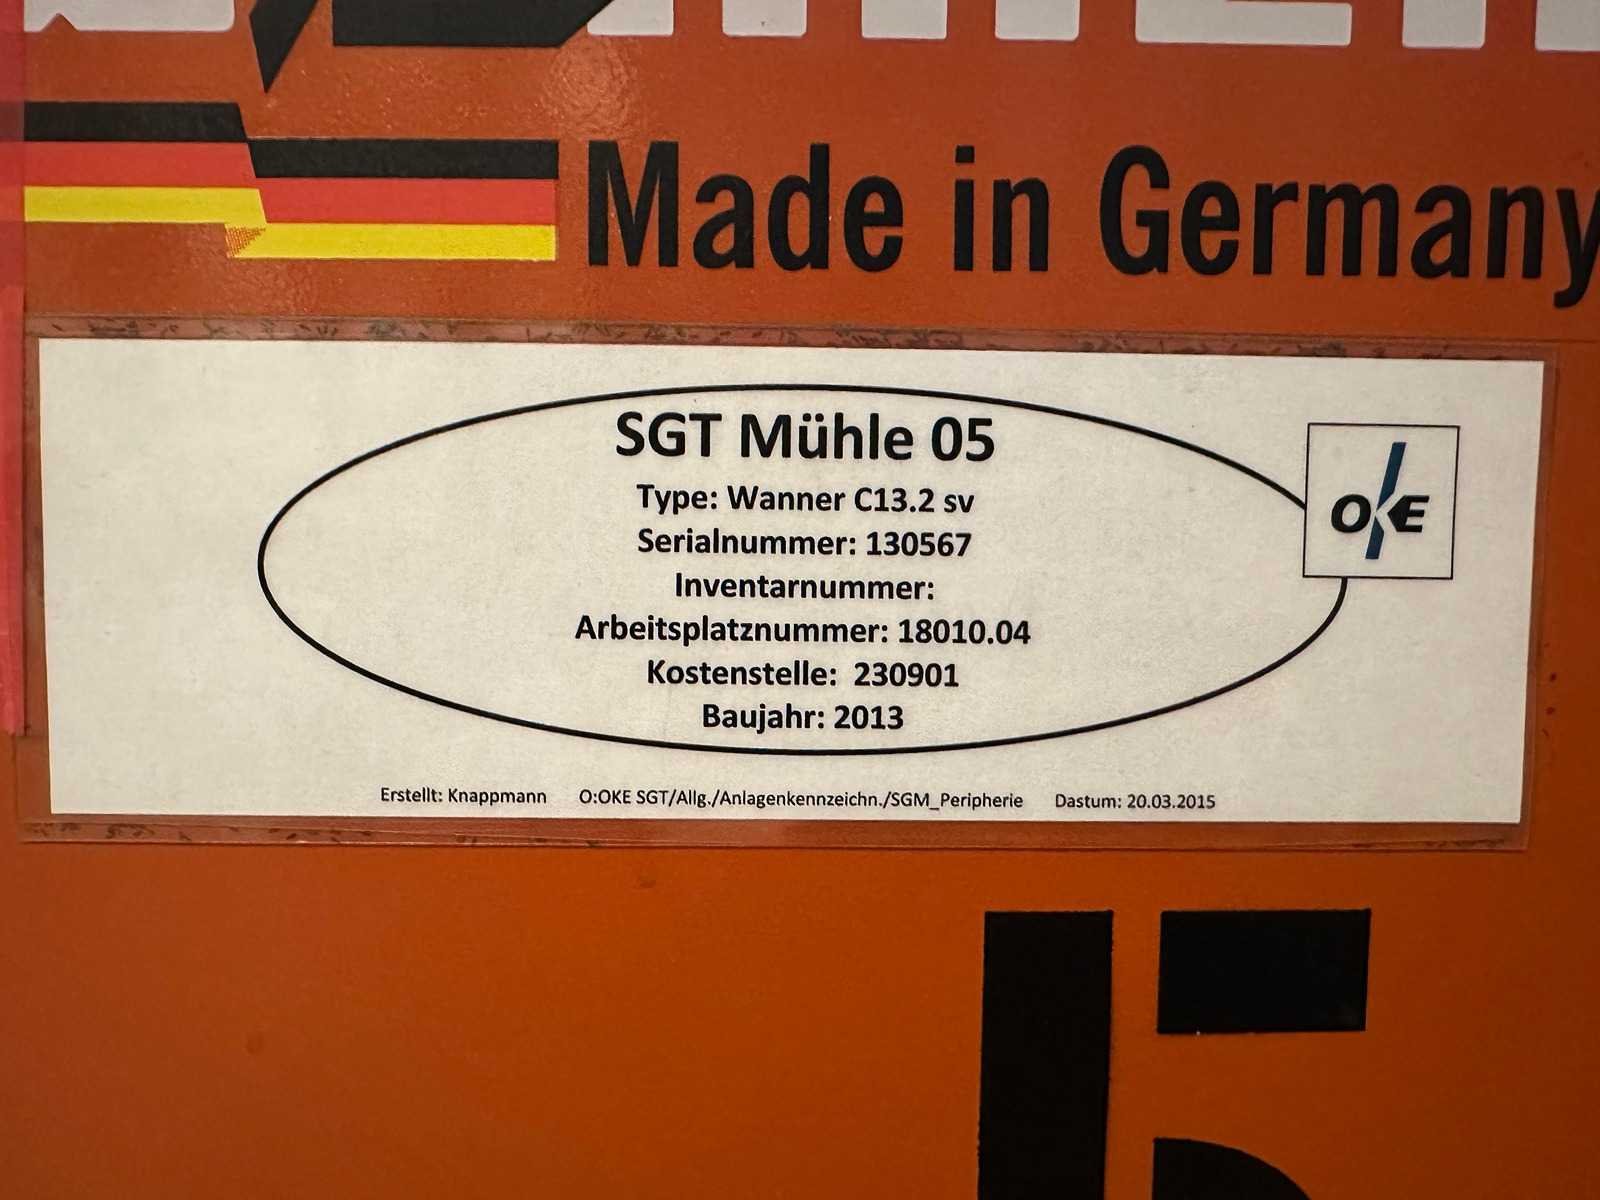 Made in Germany
SGT Mühle 05
Type: Wanner C13.2 sv
Serialnummer: 130567
Inventarnummer:
Arbeitsplatznummer: 18010.04
Kostenstelle: 230901
Baujahr: 2013
OKE
Erstellt: Knappmann O:OKE SGT/Allg./Anlagenkennzeichn./SGM_Peripherie Dastum: 20.03.2015